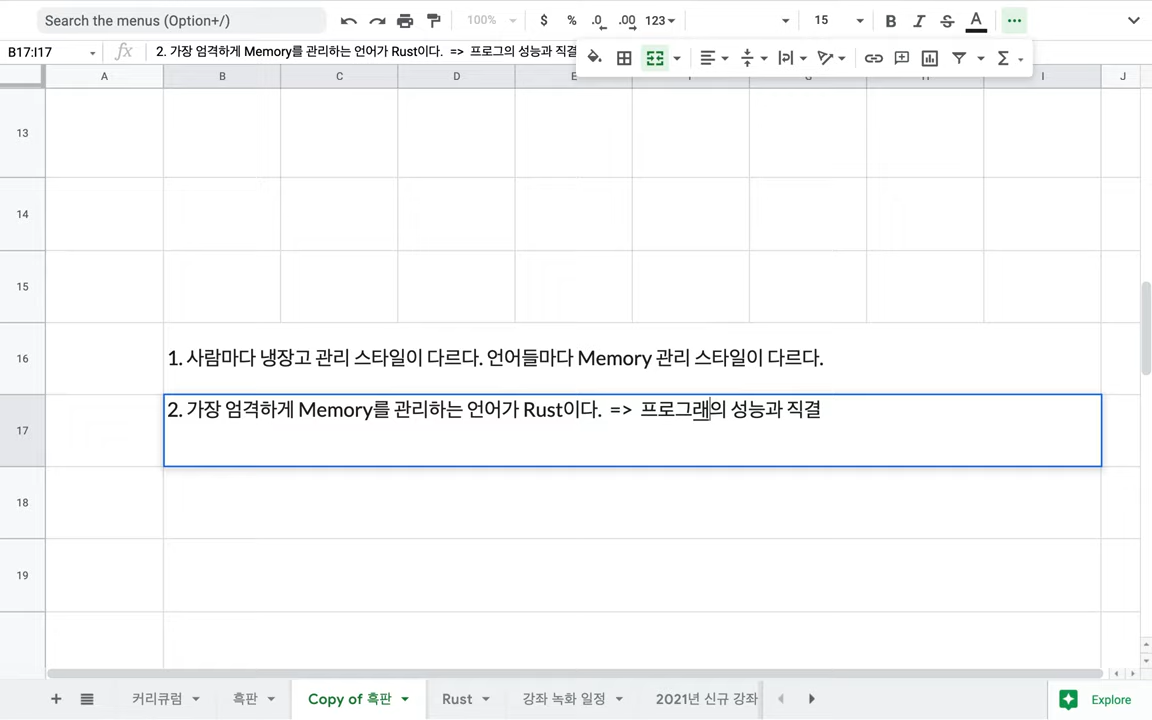 Search the menus (Option+/)
100%
$ % .0 .00 123
15
B I S A
B17:I17
fx
2. 가장 엄격하게 Memory를 관리하는 언어가 Rust이다. => 프로그의 성능과 직결
A B C D I J
13
14
15
16
1. 사람마다 냉장고 관리 스타일이 다르다. 언어들마다 Memory 관리 스타일이 다르다.
17
2. 가장 엄격하게 Memory를 관리하는 언어가 Rust이다. => 프로그래의 성능과 직결
18
19
커리큐럼 흑판 Copy of 흑판 Rust 강좌 녹화 일정 2021년 신규 강좌
Explore